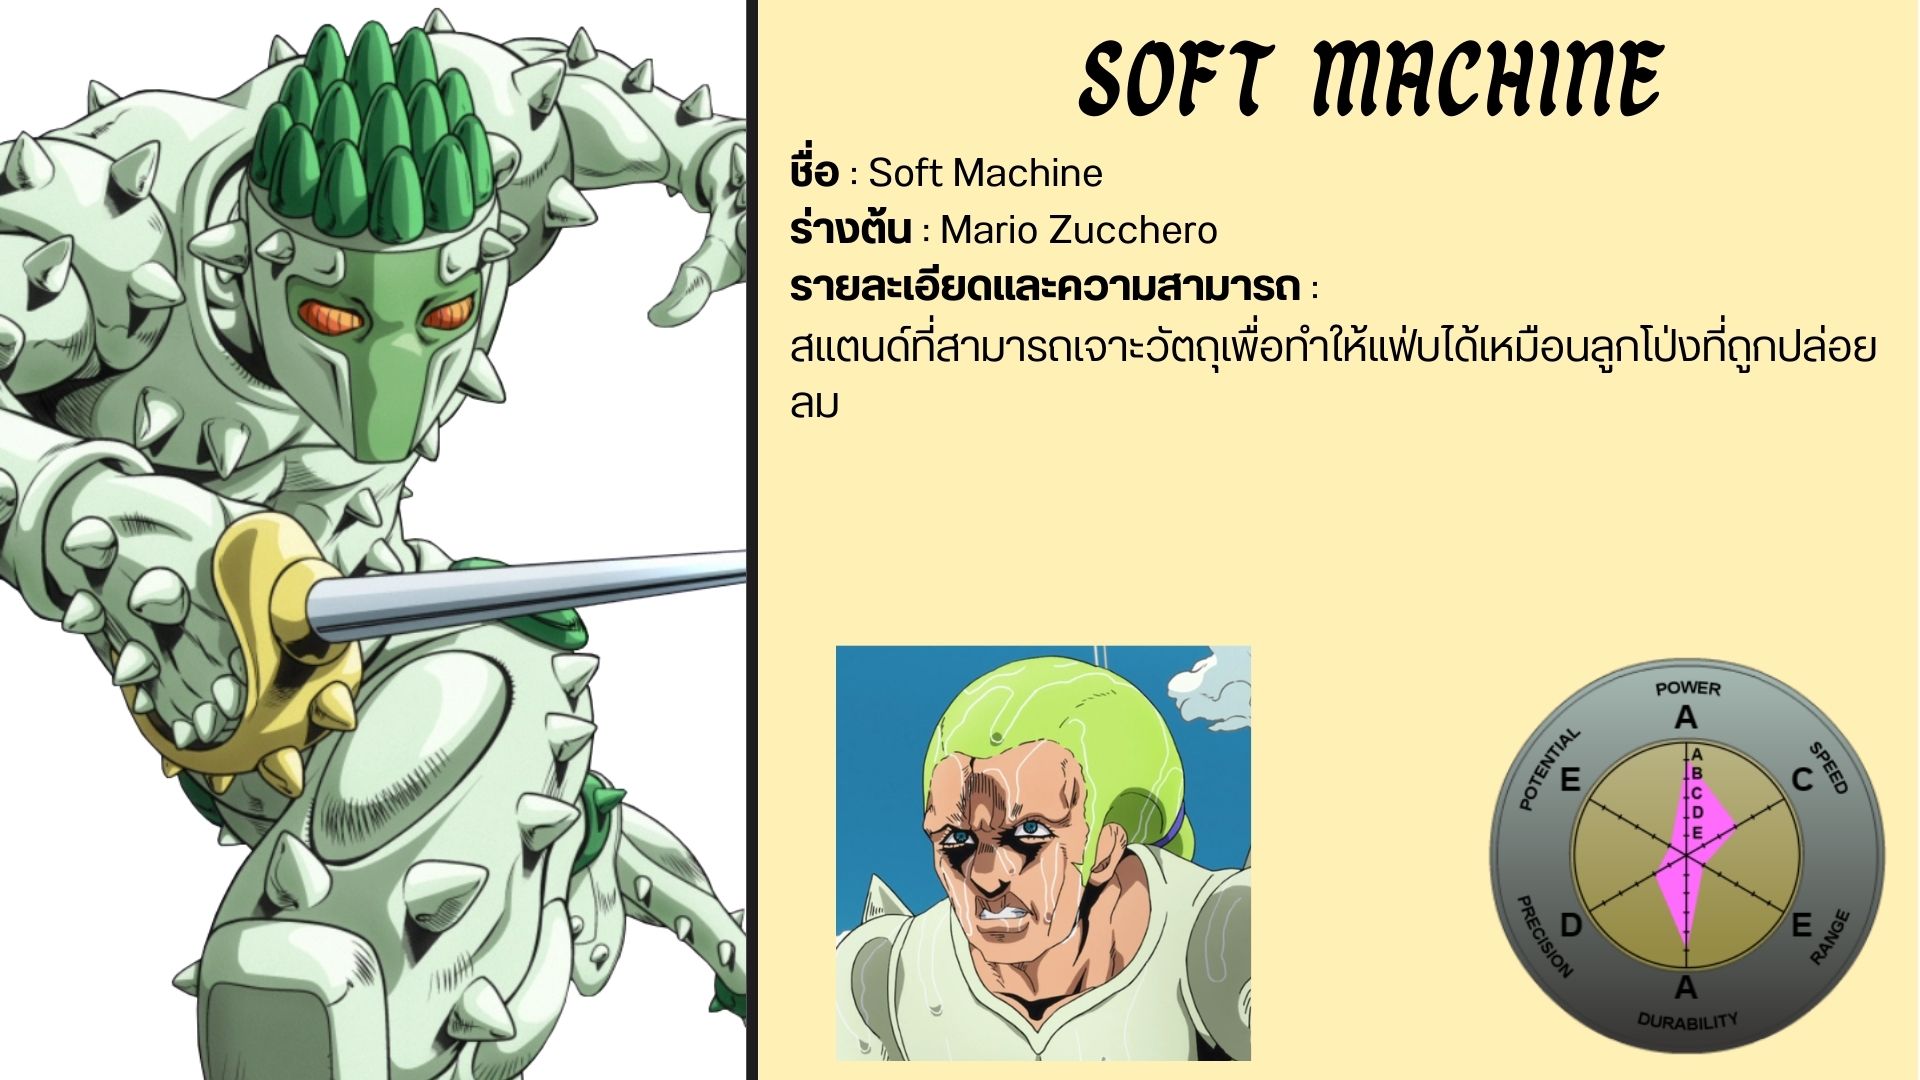 SOFT MACHINE
ชื่อ : Soft Machine
ร่างต้น : Mario Zucchero
รายละเอียดและความสามารถ :
สแตนด์ที่สามารถเจาะวัตถุเพื่อทำให้แฟ่บได้เหมือนลูกโป่งที่ถูกปล่อย
ลม
POWER
A
POTENTIAL
E
SPEED
C
A
B
C
D
E
PRECISION
D
RANGE
E
A
DURABILITY